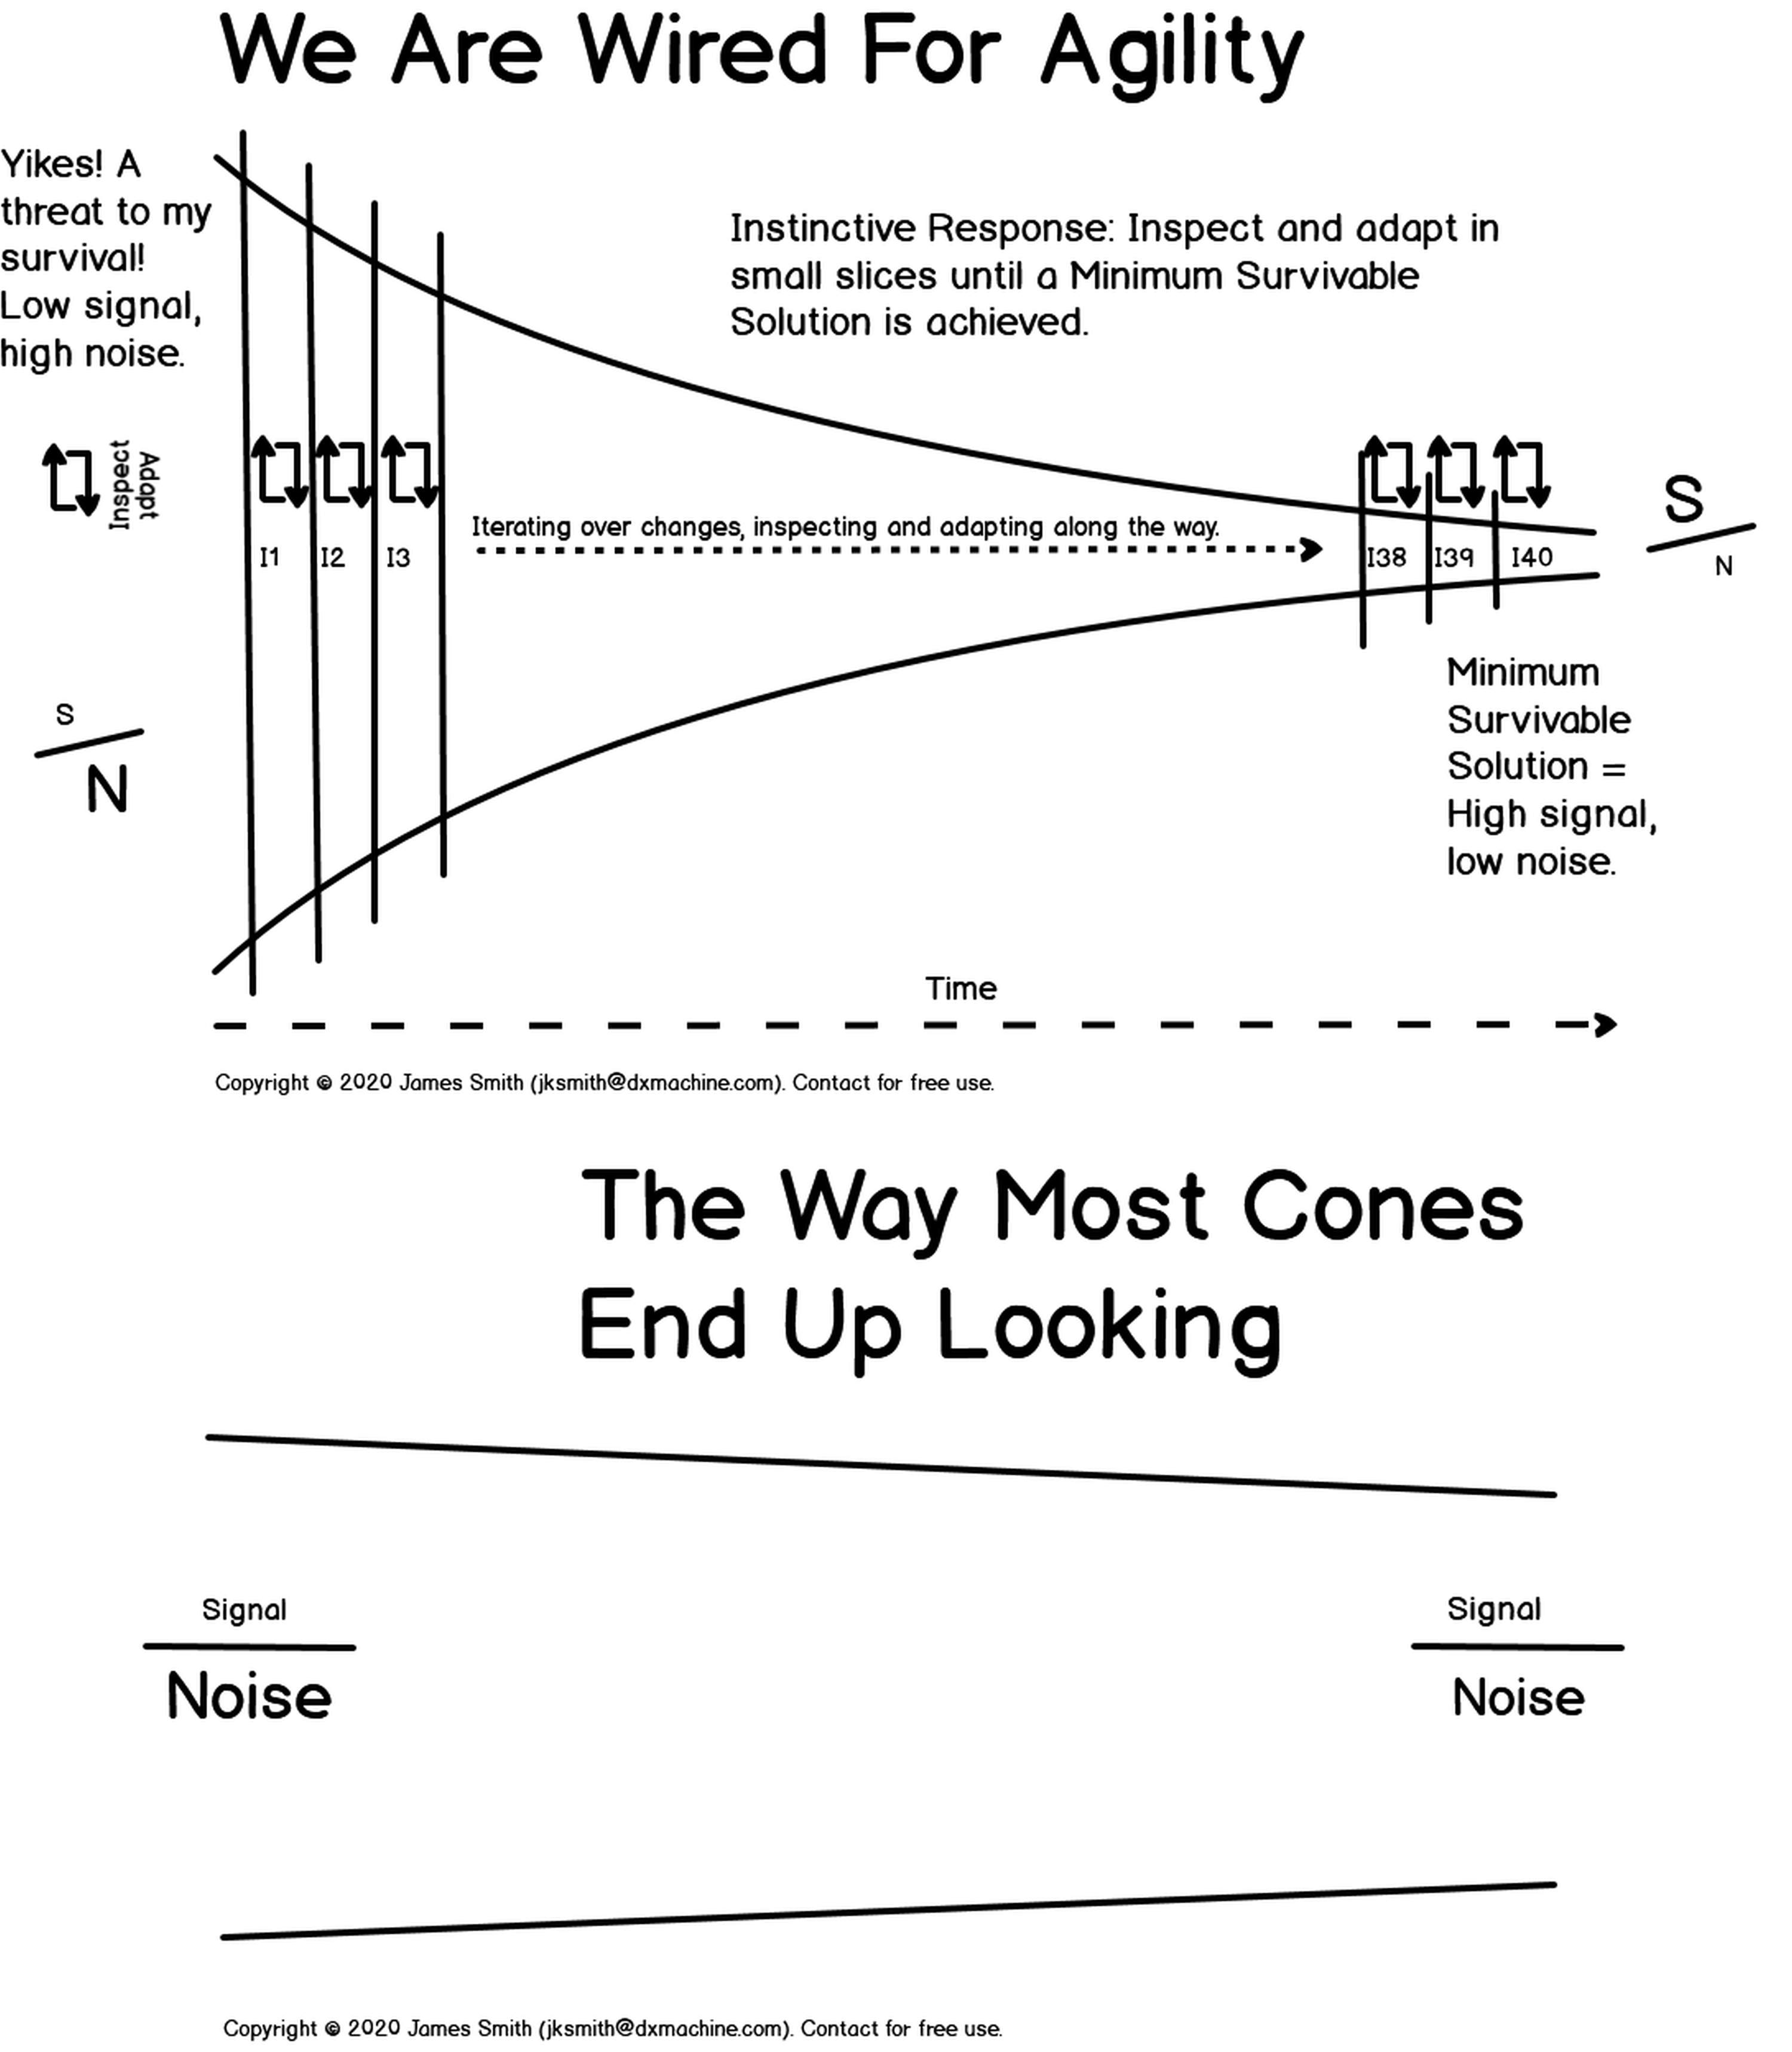 We Are Wired For Agility
Yikes! A
threat to my
survival!
Low signal,
high noise.
Instinctive Response: Inspect and adapt in
small slices until a Minimum Survivable
Solution is achieved.
Inspect
Adapt
I1
I2
I3
Iterating over changes, inspecting and adapting along the way.
I38
I39
I40
S
N
S
N
Minimum
Survivable
Solution =
High signal,
low noise.
Time
Copyright © 2020 James Smith (jksmith@dxmachine.com). Contact for free use.
The Way Most Cones
End Up Looking
Signal
Noise
Signal
Noise
Copyright © 2020 James Smith (jksmith@dxmachine.com). Contact for free use.